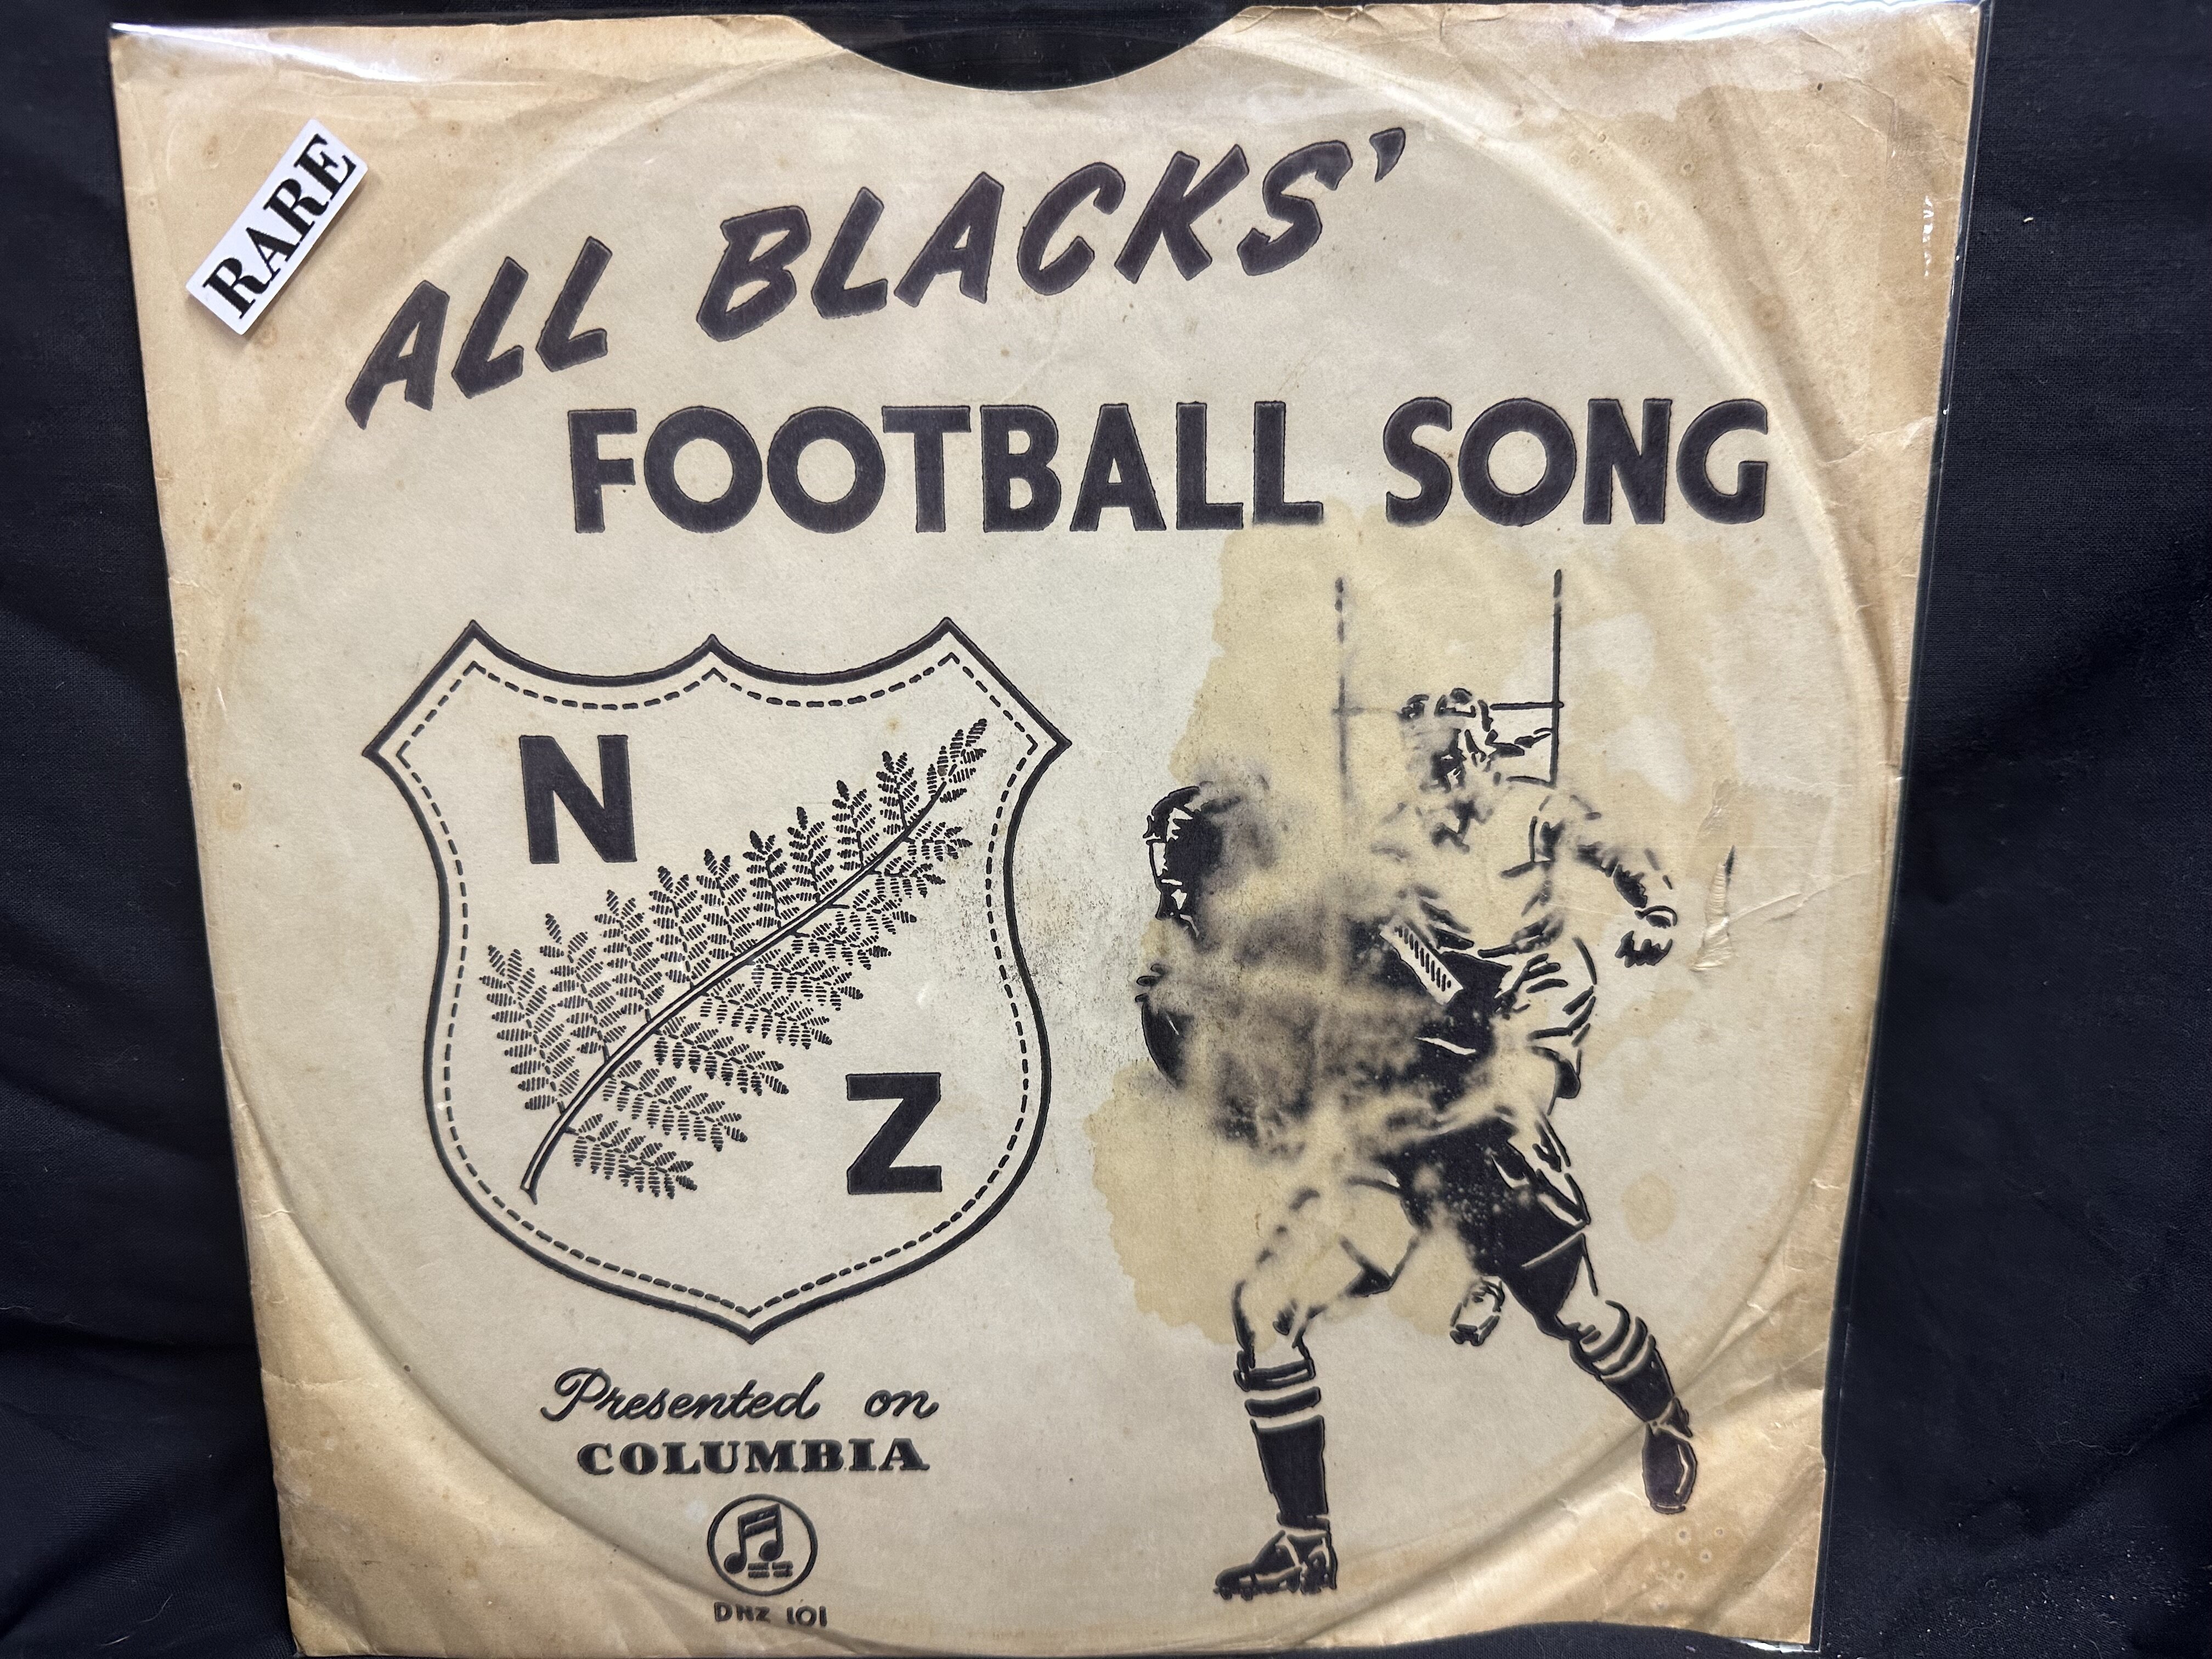 RARE
ALL BLACKS'
FOOTBALL SONG
N
Z
Presented on
COLUMBIA
DNZ 101